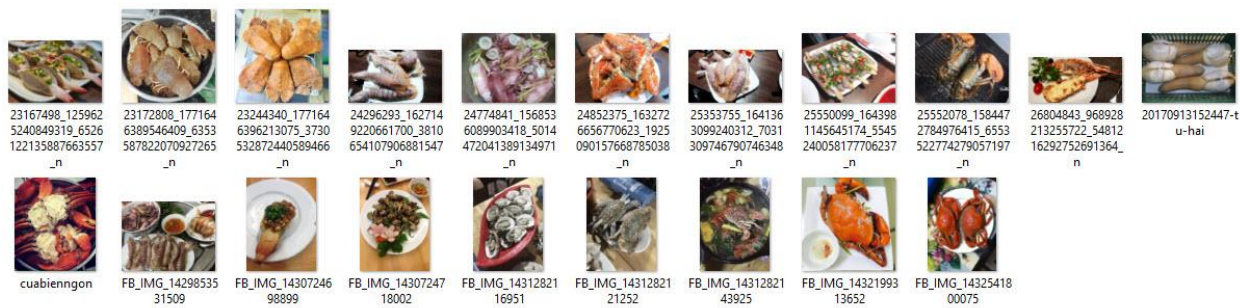 23167498_125962
5240849319_6526
122135887663557
_n
23172808_177164
6389546409_6353
587822070927265
_n
23244340_177164
6396213075_3730
532872440589466
_n
24296293_162714
9220661700_3810
654107906881547
_n
24774841_156853
6089903418_5014
472041389134971
_n
24852375_163272
6656770623_1925
090157668785038
_n
25353755_164136
3099240312_7031
309746790746348
_n
25550099_164398
1145645174_5545
240058177706237
_n
25552078_158447
2784976415_6553
522774279057197
_n
26804843_968928
213255722_54812
16292752691364_
n
20170913152447-t
u-hai
cuabienngon
FB_IMG_14298535
31509
FB_IMG_14307246
98899
FB_IMG_14307247
18002
FB_IMG_14312821
16951
FB_IMG_14312821
21252
FB_IMG_14312821
43925
FB_IMG_14321993
13652
FB_IMG_14325418
00075